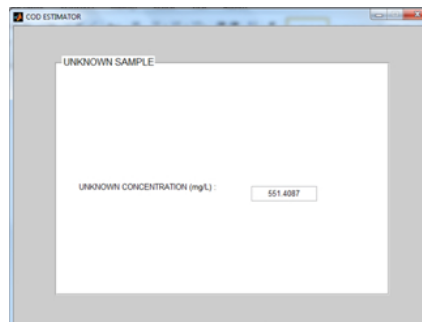 COD ESTIMATOR
UNKNOWN SAMPLE
UNKNOWN CONCENTRATION (mg/L) :
551.4087